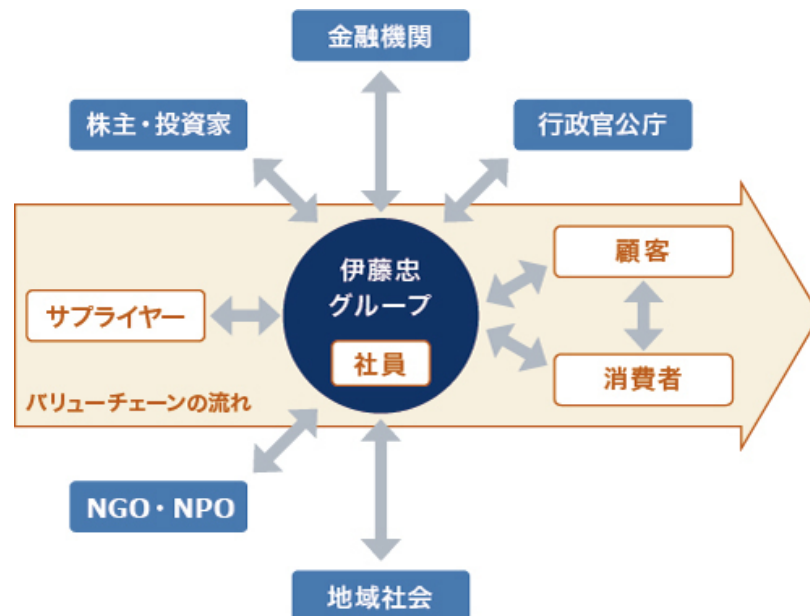 金融機関
株主・投資家
行政官公庁
伊藤忠
グループ
社員
顧客
サプライヤー
消費者
バリューチェーンの流れ
NGO・NPO
地域社会